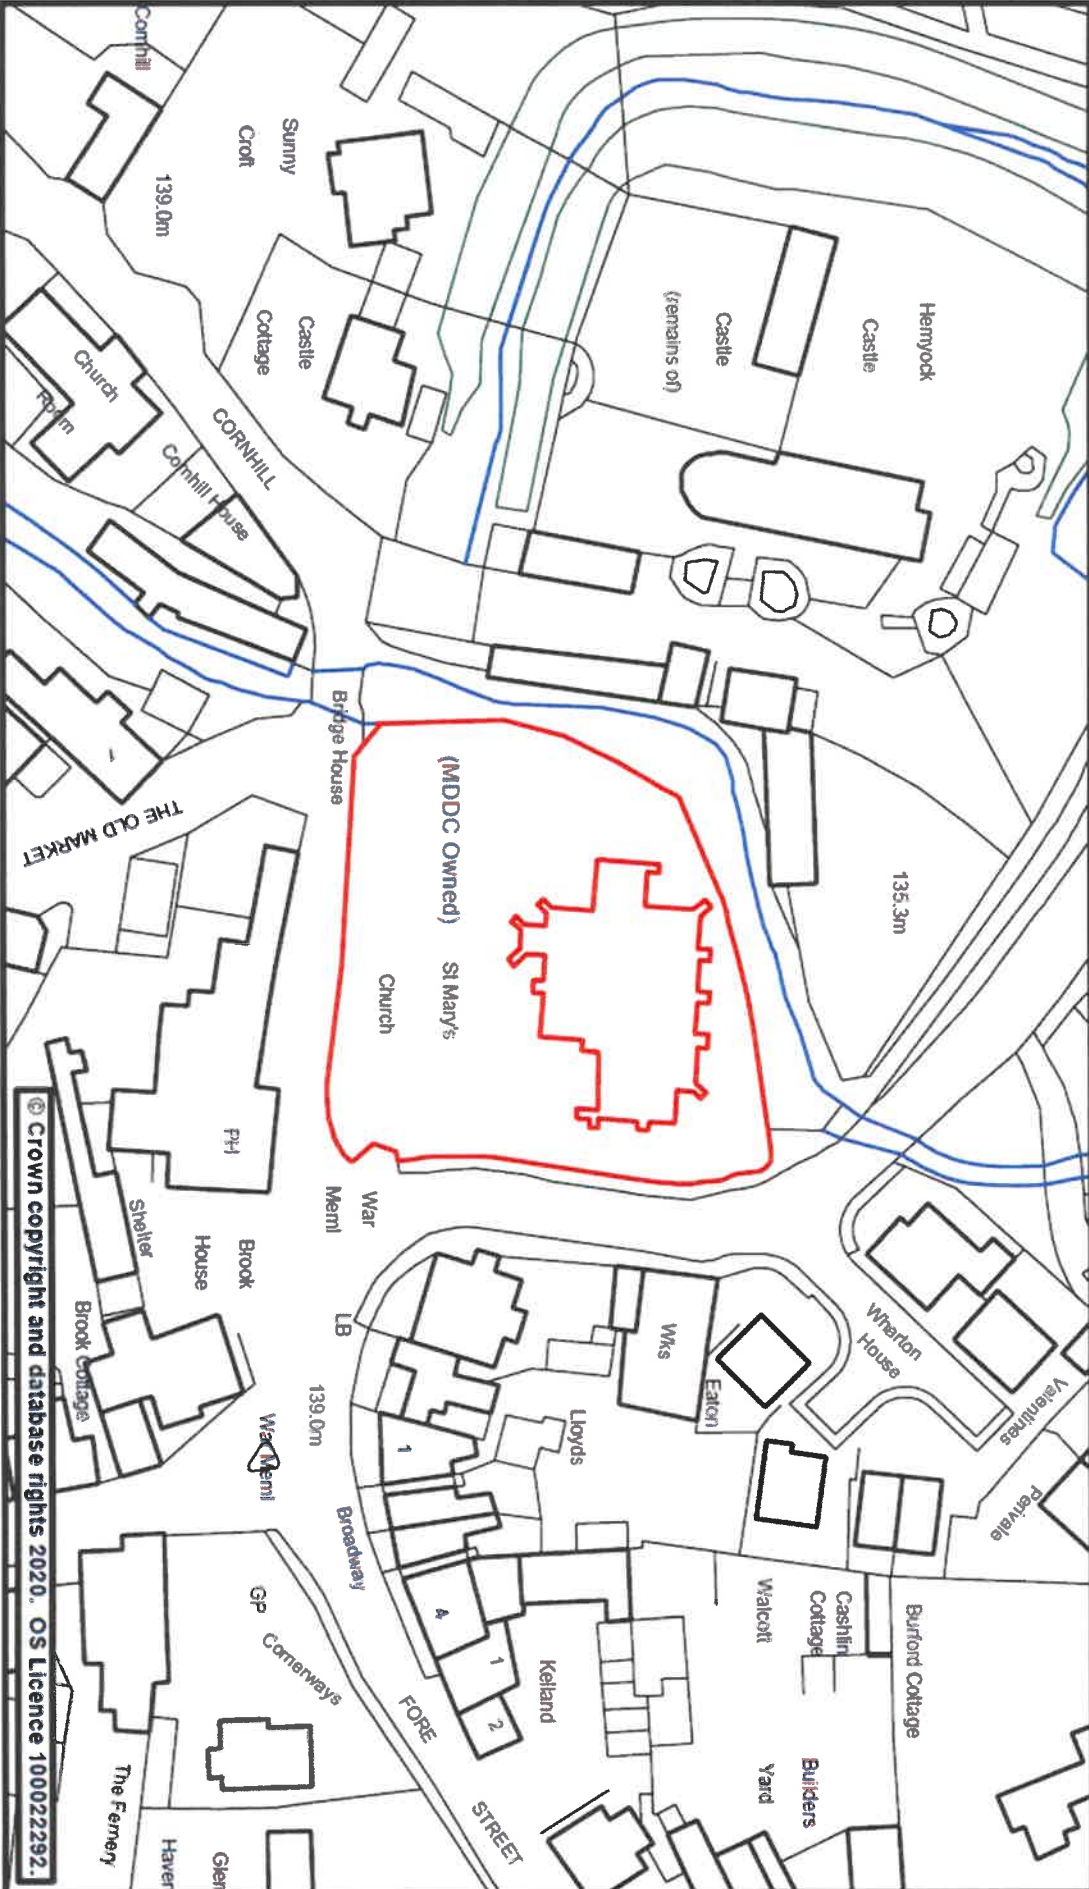 Hemyock
Castle
Castle
(remains of)
Sunny
Croft
139.0m
Cornhill
Castle
Cottage
CORNHILL
Church
Room
Cornhill House
Bridge House
THE OLD MARKET
(MDDC Owned)
St Mary's
Church
135.3m
PH
Shelter
War
Meml
Brook
House
Brook Cottage
LB
139.0m
War Meml
Wks
Eaton
Wharton
House
Valentines
Perivale
Lloyds
1
4
1
2
Broadway
Kelland
Walcott
Cashlin
Cottage
Burford Cottage
Builders
Yard
GP
Cornerways
FORE
STREET
The Fernery
Haven
Glen
© Crown copyright and database rights 2020. OS Licence 100022292.